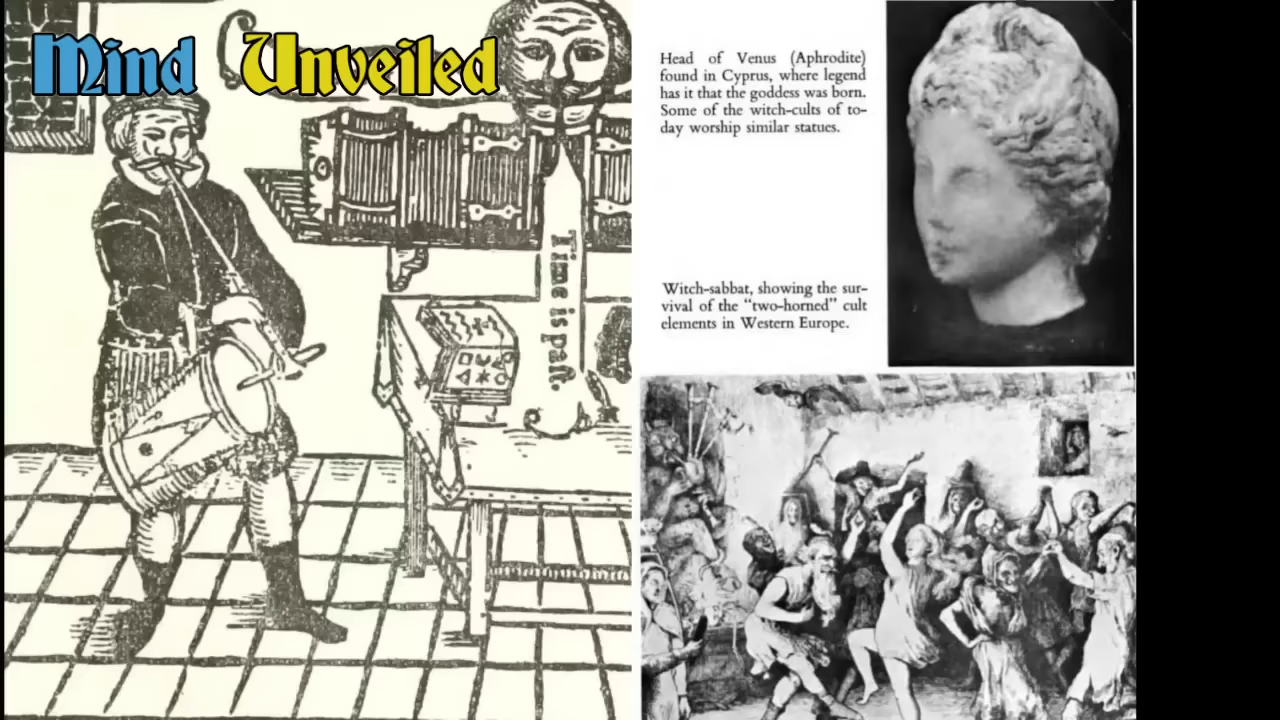 Mind Unveiled
Time is past.
Head of Venus (Aphrodite)
found in Cyprus, where legend
has it that the goddess was born.
Some of the witch-cults of to-
day worship similar statues.
Witch-sabbat, showing the sur-
vival of the "two-horned" cult
elements in Western Europe.